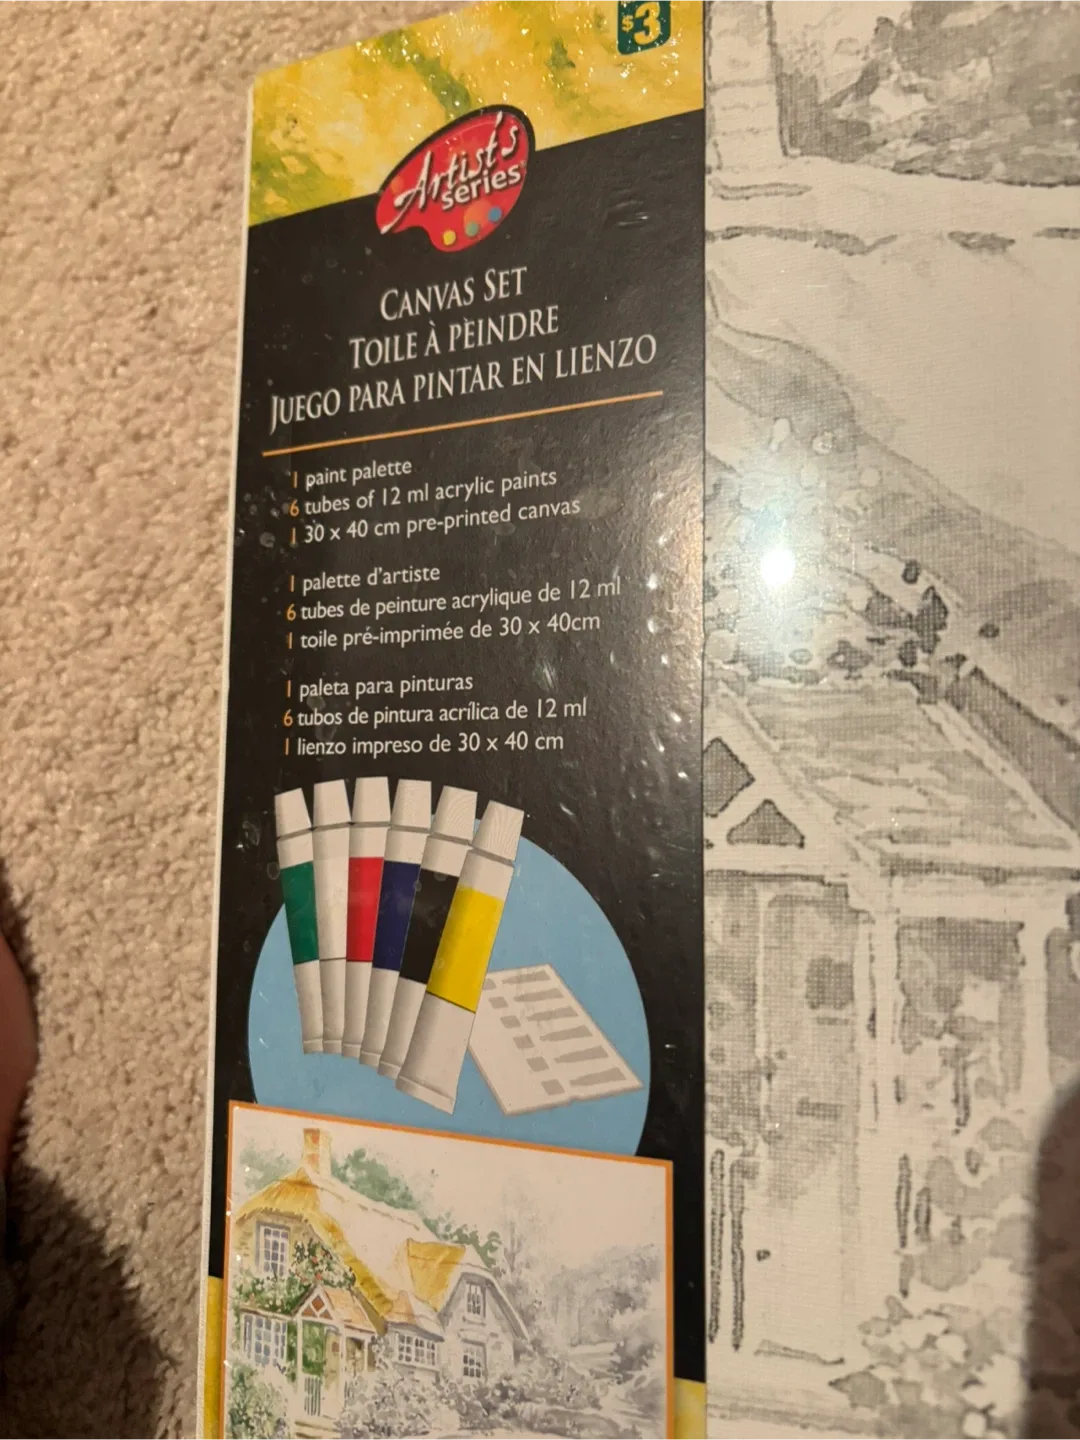 $3
Artist's
series
CANVAS SET
TOILE À PEINDRE
JUEGO PARA PINTAR EN LIENZO
1 paint palette
6 tubes of 12 ml acrylic paints
1 30 x 40 cm pre-printed canvas
1 palette d'artiste
6 tubes de peinture acrylique de 12 ml
1 toile pré-imprimée de 30 x 40cm
1 paleta para pinturas
6 tubos de pintura acrílica de 12 ml
1 lienzo impreso de 30 x 40 cm